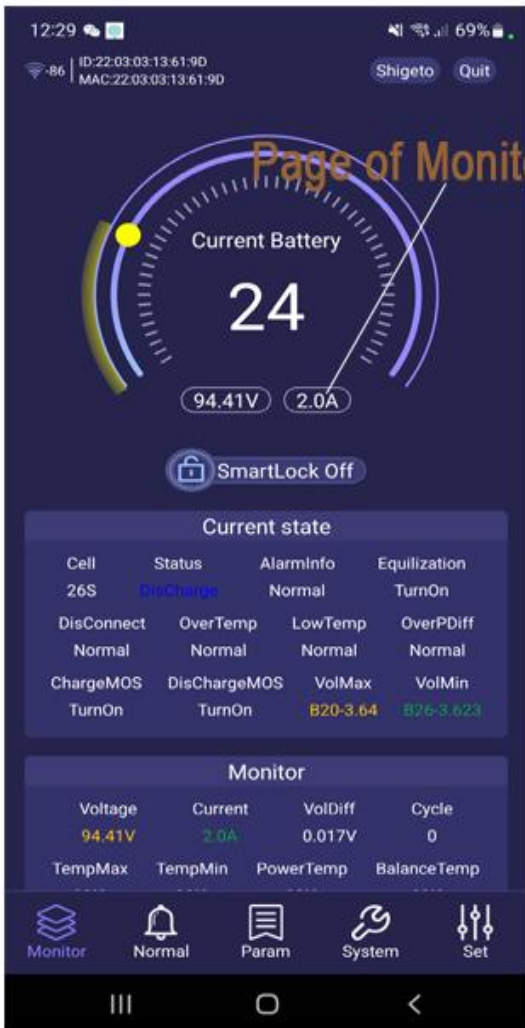 12:29 69%
-86 ID:22:03:03:13:61:9D
MAC:22:03:03:13:61:9D
Shigeto Quit
Page of Monit
Current Battery
24
94.41V 2.0A
SmartLock Off
Current state
Cell Status AlarmInfo Equilization
26S DisCharge Normal TurnOn
DisConnect OverTemp LowTemp OverPDiff
Normal Normal Normal Normal
ChargeMOS DisChargeMOS VolMax VolMin
TurnOn TurnOn B20-3.64 B26-3.623
Monitor
Voltage Current VolDiff Cycle
94.41V 2.0A 0.017V 0
TempMax TempMin PowerTemp BalanceTemp
Monitor Normal Param System Set